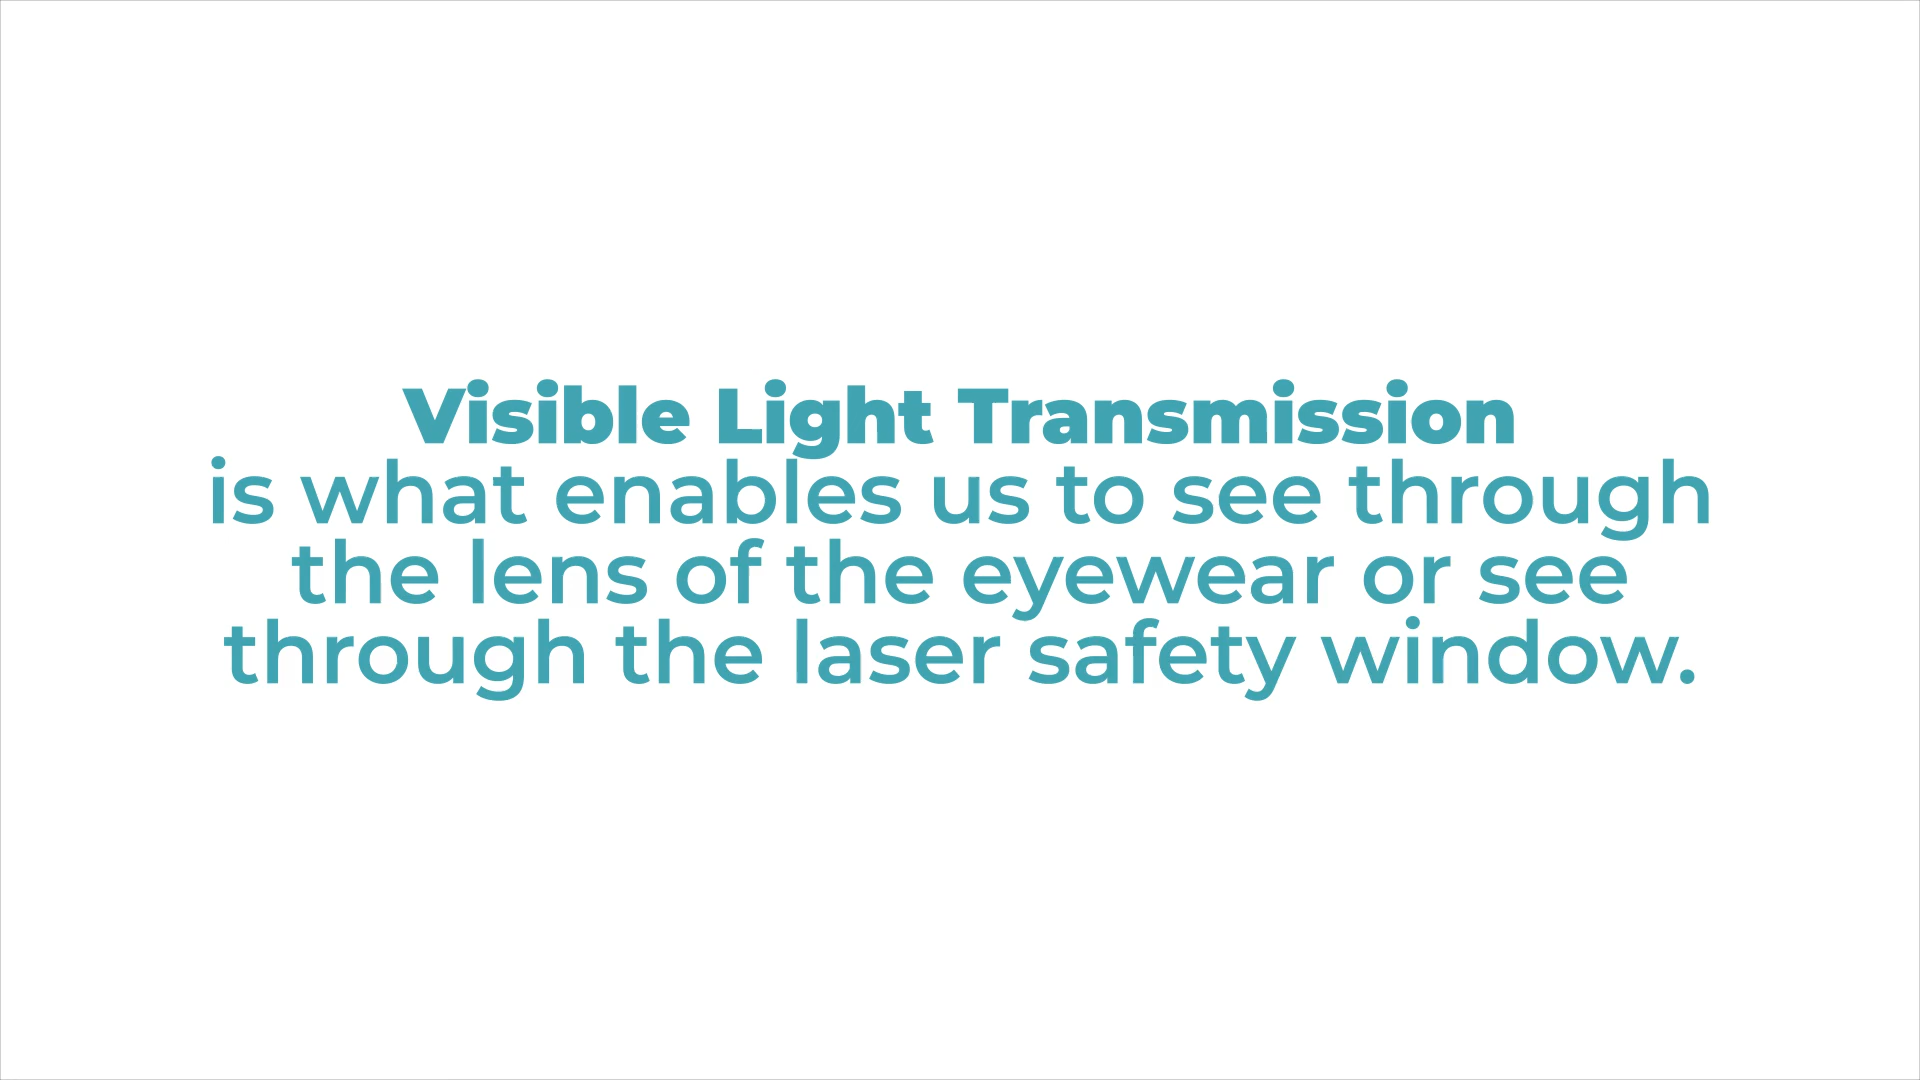 Visible Light Transmission
is what enables us to see through
the lens of the eyewear or see
through the laser safety window.